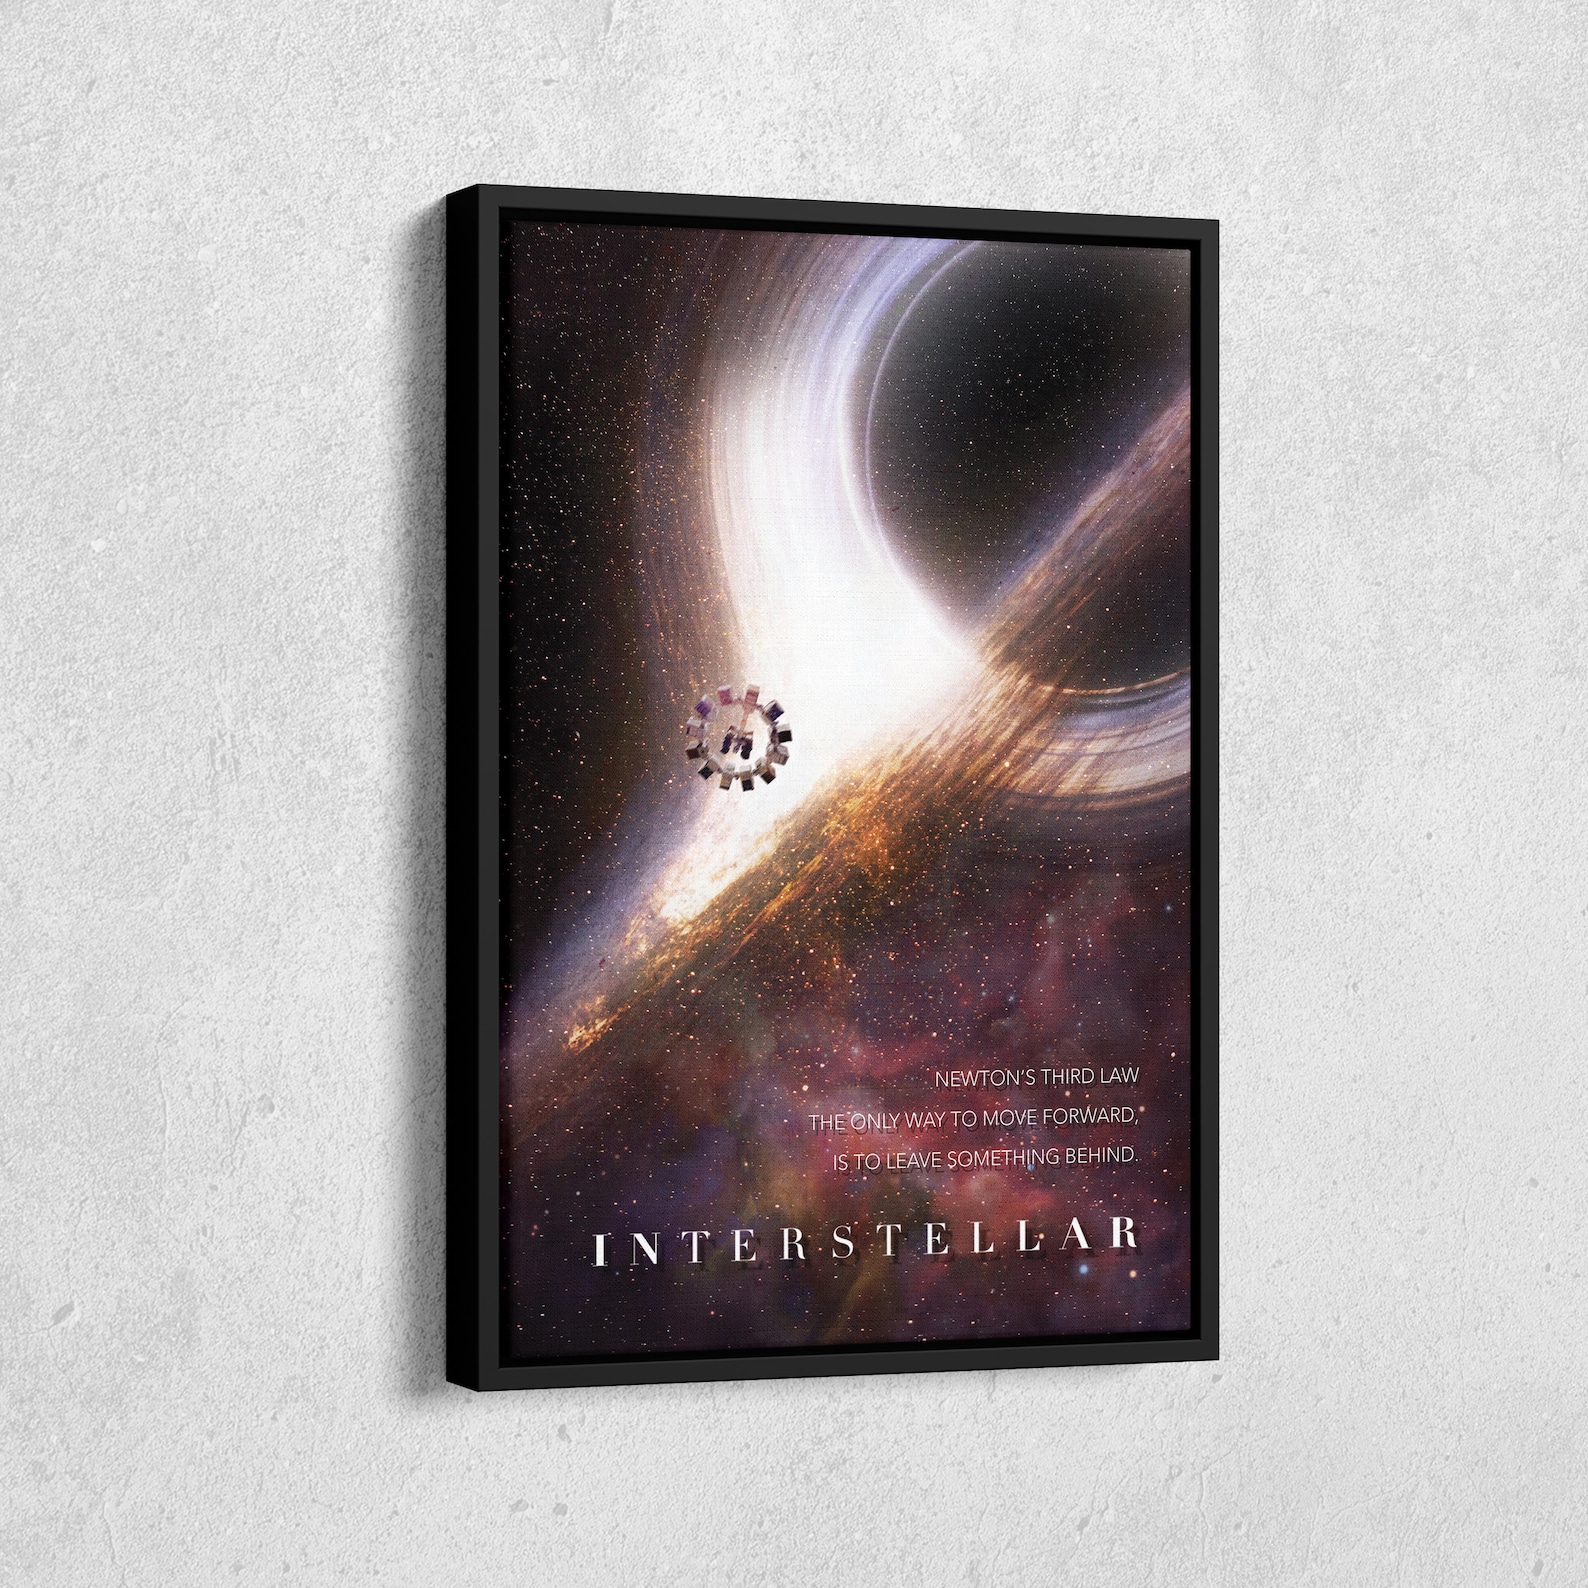 NEWTON'S THIRD LAW
THE ONLY WAY TO MOVE FORWARD,
IS TO LEAVE SOMETHING BEHIND.
INTERSTELLAR